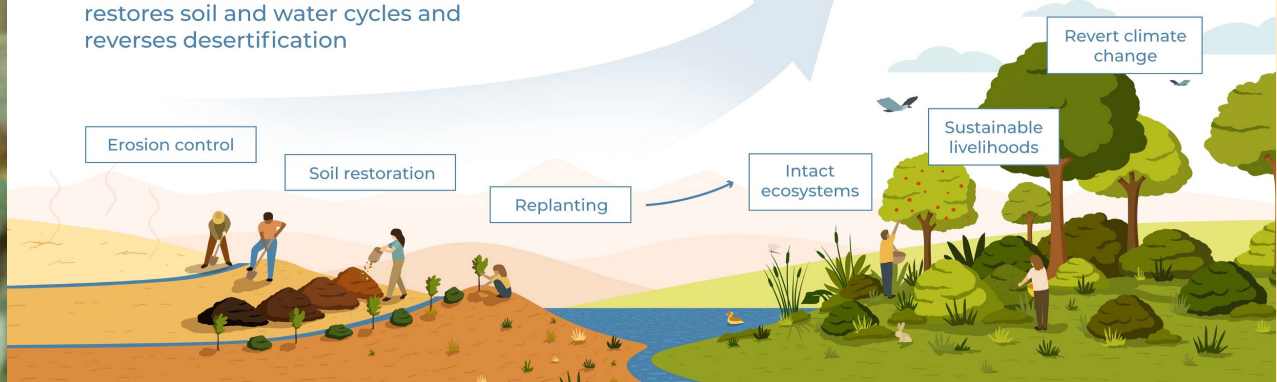 restores soil and water cycles and
reverses desertification
Erosion control
Soil restoration
Replanting
Intact
ecosystems
Sustainable
livelihoods
Revert climate
change